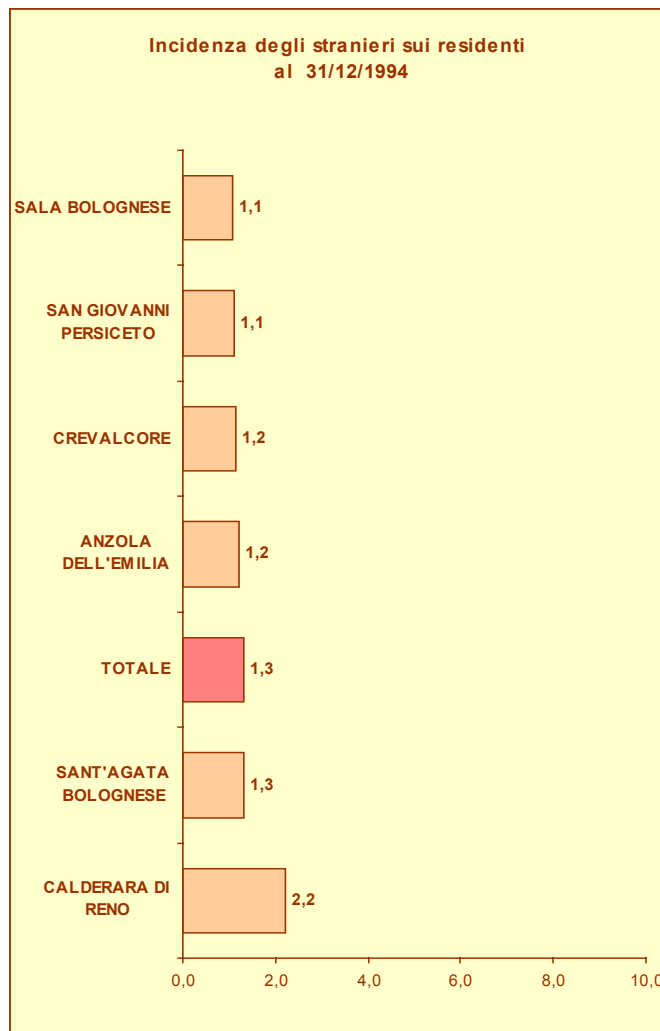 Incidenza degli stranieri sui residenti
al 31/12/1994
SALA BOLOGNESE
1,1
SAN GIOVANNI
PERSICETO
1,1
CREVALCORE
1,2
ANZOLA
DELL'EMILIA
1,2
TOTALE
1,3
SANT'AGATA
BOLOGNESE
1,3
CALDERARA DI
RENO
2,2
0,0 2,0 4,0 6,0 8,0 10,0